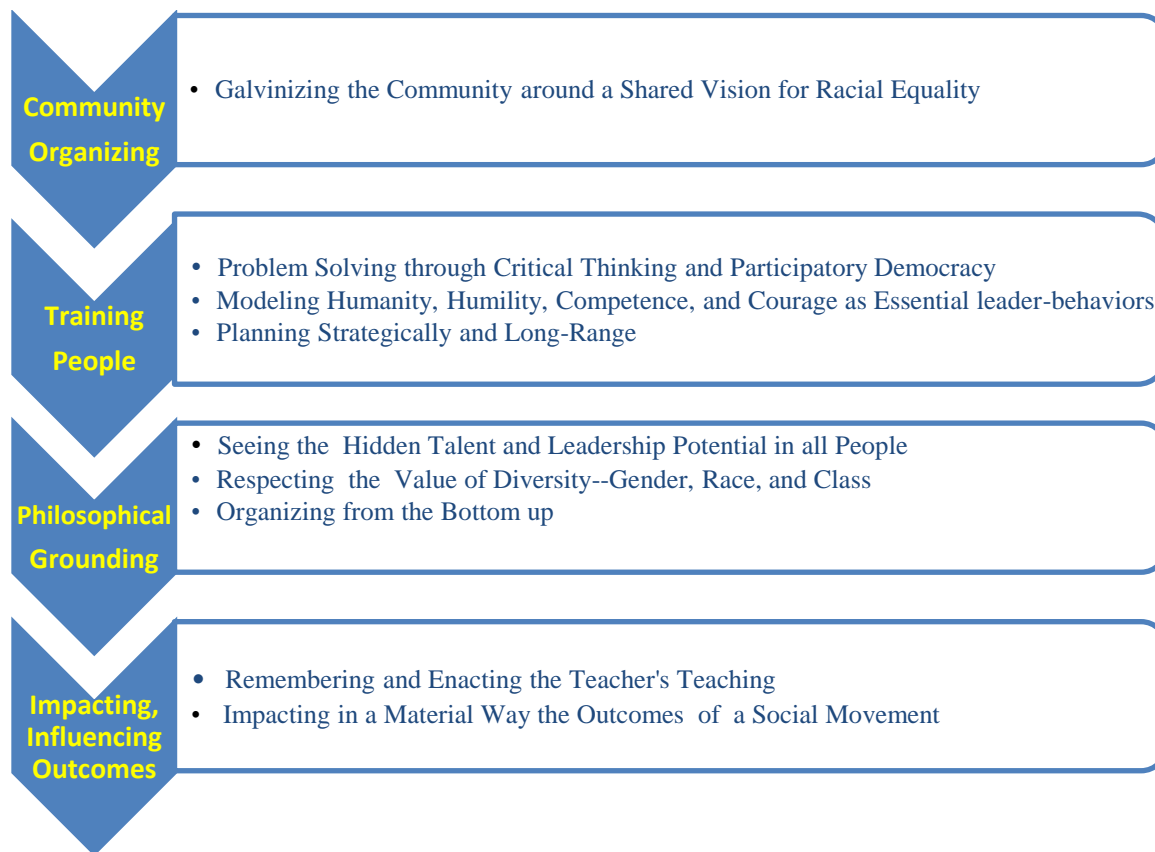 Community
Organizing
• Galvinizing the Community around a Shared Vision for Racial Equality
Training
People
• Problem Solving through Critical Thinking and Participatory Democracy
• Modeling Humanity, Humility, Competence, and Courage as Essential leader-behaviors
• Planning Strategically and Long-Range
Philosophical
Grounding
• Seeing the Hidden Talent and Leadership Potential in all People
• Respecting the Value of Diversity--Gender, Race, and Class
• Organizing from the Bottom up
Impacting,
Influencing
Outcomes
• Remembering and Enacting the Teacher's Teaching
• Impacting in a Material Way the Outcomes of a Social Movement